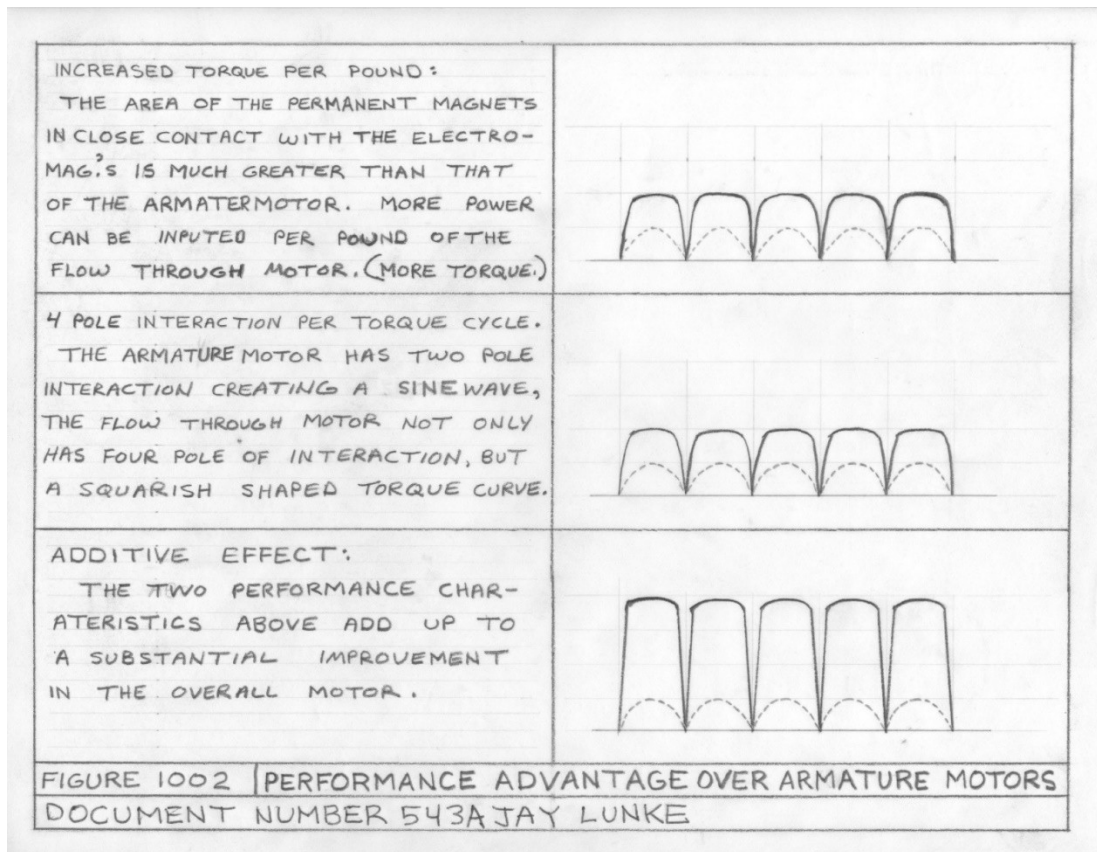 INCREASED TORQUE PER POUND:
THE AREA OF THE PERMANENT MAGNETS
IN CLOSE CONTACT WITH THE ELECTRO-
MAG.'S IS MUCH GREATER THAN THAT
OF THE ARMATERMOTOR. MORE POWER
CAN BE INPUTED PER POUND OF THE
FLOW THROUGH MOTOR. (MORE TORQUE.)
4 POLE INTERACTION PER TORQUE CYCLE.
THE ARMATURE MOTOR HAS TWO POLE
INTERACTION CREATING A SINE WAVE,
THE FLOW THROUGH MOTOR NOT ONLY
HAS FOUR POLE OF INTERACTION, BUT
A SQUARISH SHAPED TORQUE CURVE.
ADDITIVE EFFECT:
THE TWO PERFORMANCE CHAR-
ATERISTICS ABOVE ADD UP TO
A SUBSTANTIAL IMPROVEMENT
IN THE OVERALL MOTOR.
FIGURE 1002 PERFORMANCE ADVANTAGE OVER ARMATURE MOTORS
DOCUMENT NUMBER 543A JAY LUNKE